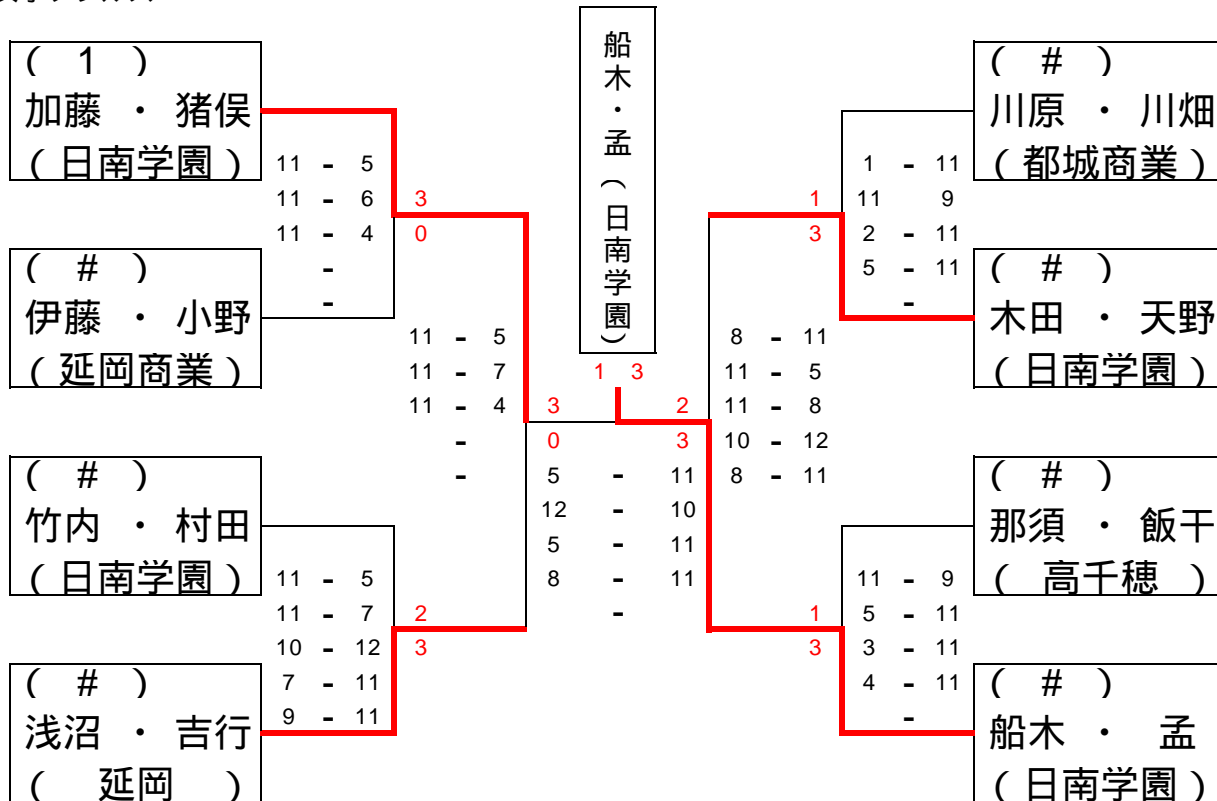 船木・孟（日南学園）
( 1 )
加藤 ・ 猪俣
( 日南学園 )
11 - 5
11 - 6
11 - 4
-
-
3
0
( # )
伊藤 ・ 小野
( 延岡商業 )
11 - 5
11 - 7
11 - 4
-
-
3
0
( # )
竹内 ・ 村田
( 日南学園 )
11 - 5
11 - 7
10 - 12
7 - 11
9 - 11
2
3
( # )
浅沼 ・ 吉行
( 延岡 )
1 3
5 - 11
12 - 10
5 - 11
8 - 11
-
( # )
川原 ・ 川畑
( 都城商業 )
1 - 11
11 9
2 - 11
5 - 11
-
1
3
( # )
木田 ・ 天野
( 日南学園 )
8 - 11
11 - 5
11 - 8
10 - 12
8 - 11
2
3
( # )
那須 ・ 飯干
( 高千穂 )
11 - 9
5 - 11
3 - 11
4 - 11
-
1
3
( # )
船木 ・ 孟
( 日南学園 )